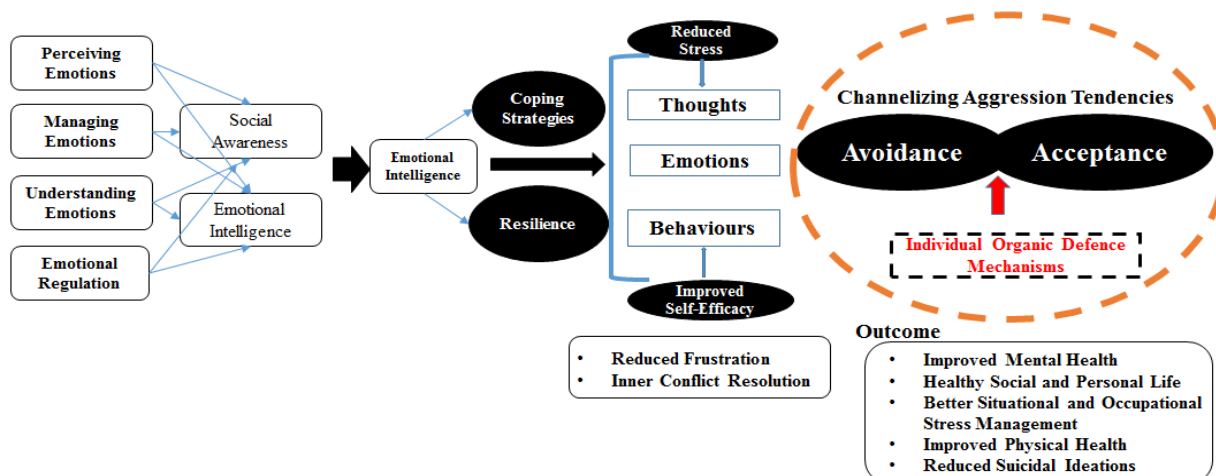 Perceiving
Emotions
Managing
Emotions
Understanding
Emotions
Emotional
Regulation
Social
Awareness
Emotional
Intelligence
Emotional
Intelligence
Coping
Strategies
Resilience
Reduced
Stress
Thoughts
Emotions
Behaviours
Improved
Self-Efficacy
• Reduced Frustration
• Inner Conflict Resolution
Channelizing Aggression Tendencies
Avoidance
Acceptance
Individual Organic Defence
Mechanisms
Outcome
• Improved Mental Health
• Healthy Social and Personal Life
• Better Situational and Occupational
Stress Management
• Improved Physical Health
• Reduced Suicidal Ideations